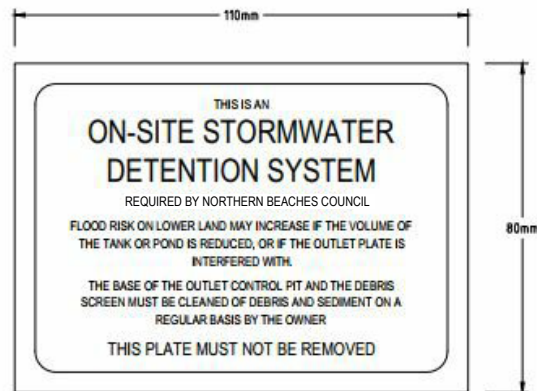 110mm
THIS IS AN
ON-SITE STORMWATER
DETENTION SYSTEM
REQUIRED BY NORTHERN BEACHES COUNCIL
FLOOD RISK ON LOWER LAND MAY INCREASE IF THE VOLUME OF
THE TANK OR POND IS REDUCED, OR IF THE OUTLET PLATE IS
INTERFERED WITH.
THE BASE OF THE OUTLET CONTROL PIT AND THE DEBRIS
SCREEN MUST BE CLEANED OF DEBRIS AND SEDIMENT ON A
REGULAR BASIS BY THE OWNER
THIS PLATE MUST NOT BE REMOVED
80mm